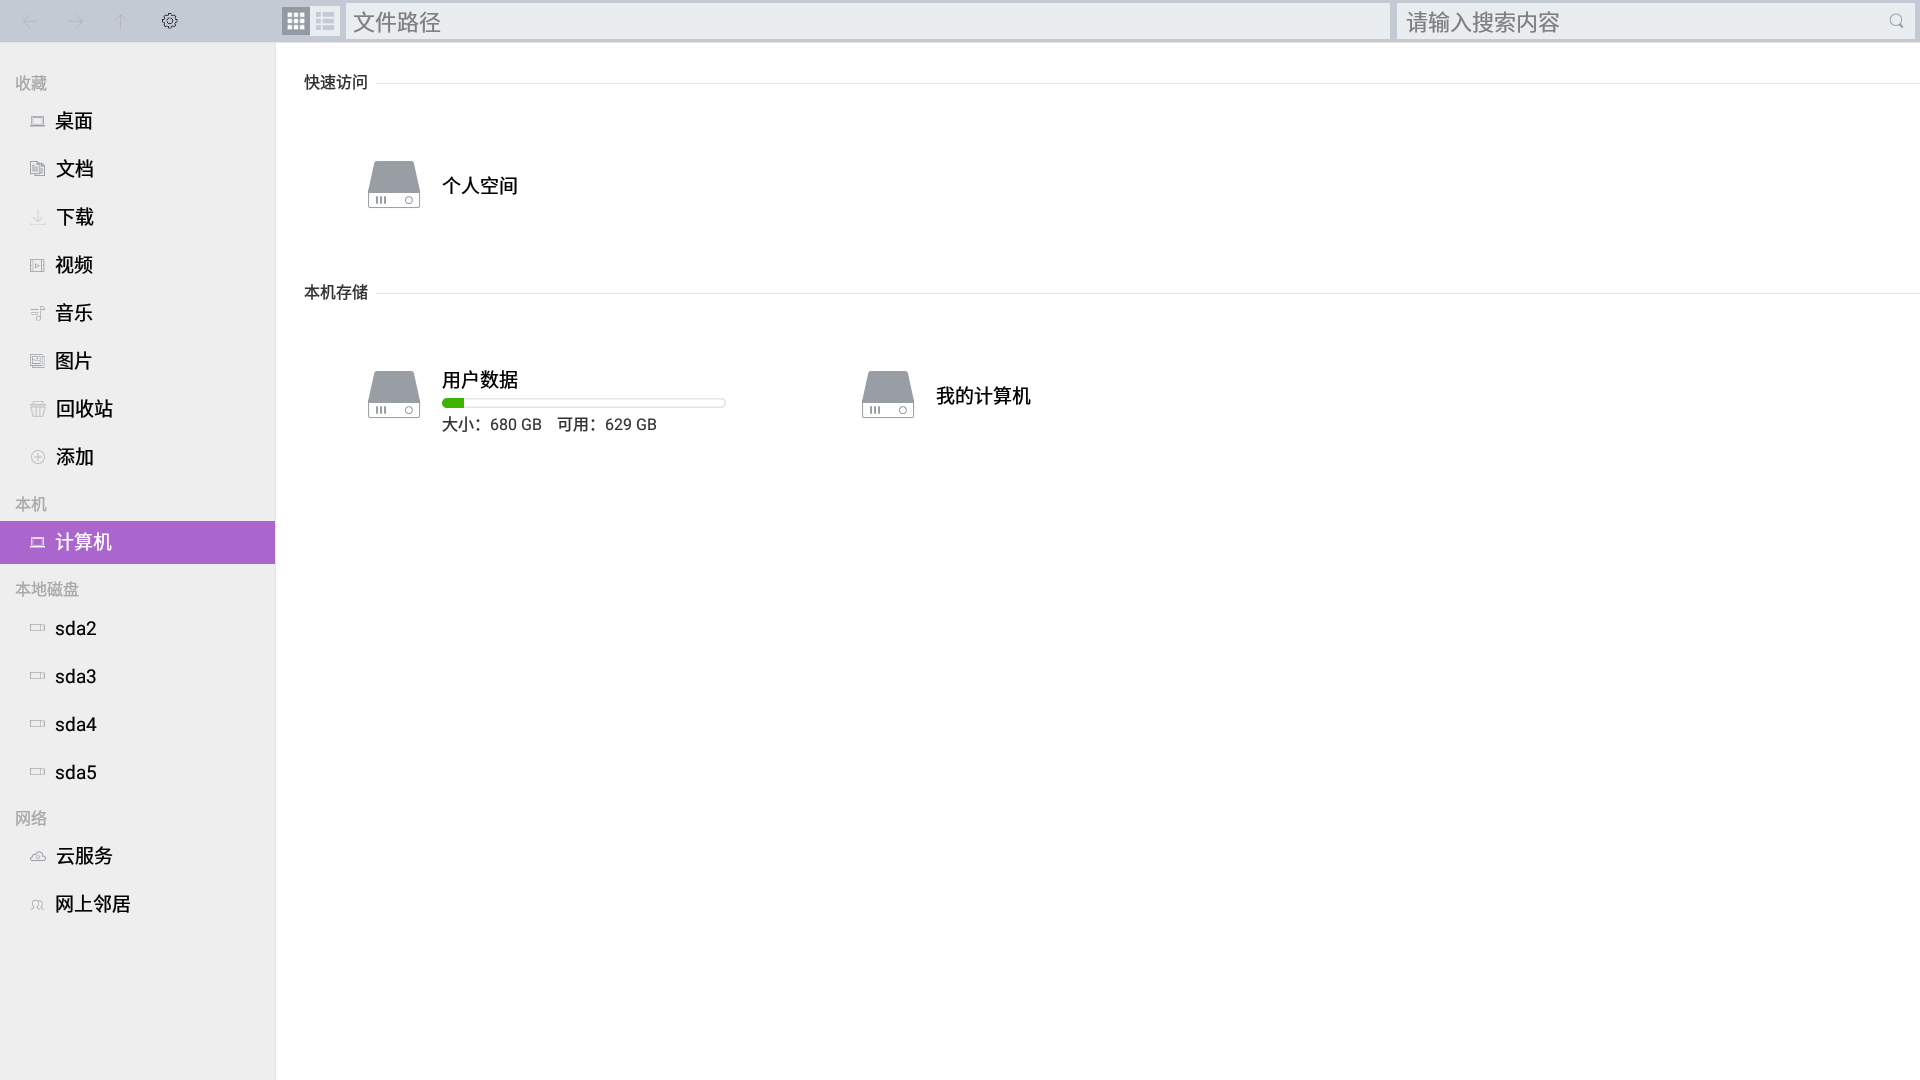 文件路径
请输入搜索内容
收藏
桌面
文档
下载
视频
音乐
图片
回收站
添加
本机
计算机
本地磁盘
sda2
sda3
sda4
sda5
网络
云服务
网上邻居
快速访问
个人空间
本机存储
用户数据
大小：680 GB 可用：629 GB
我的计算机